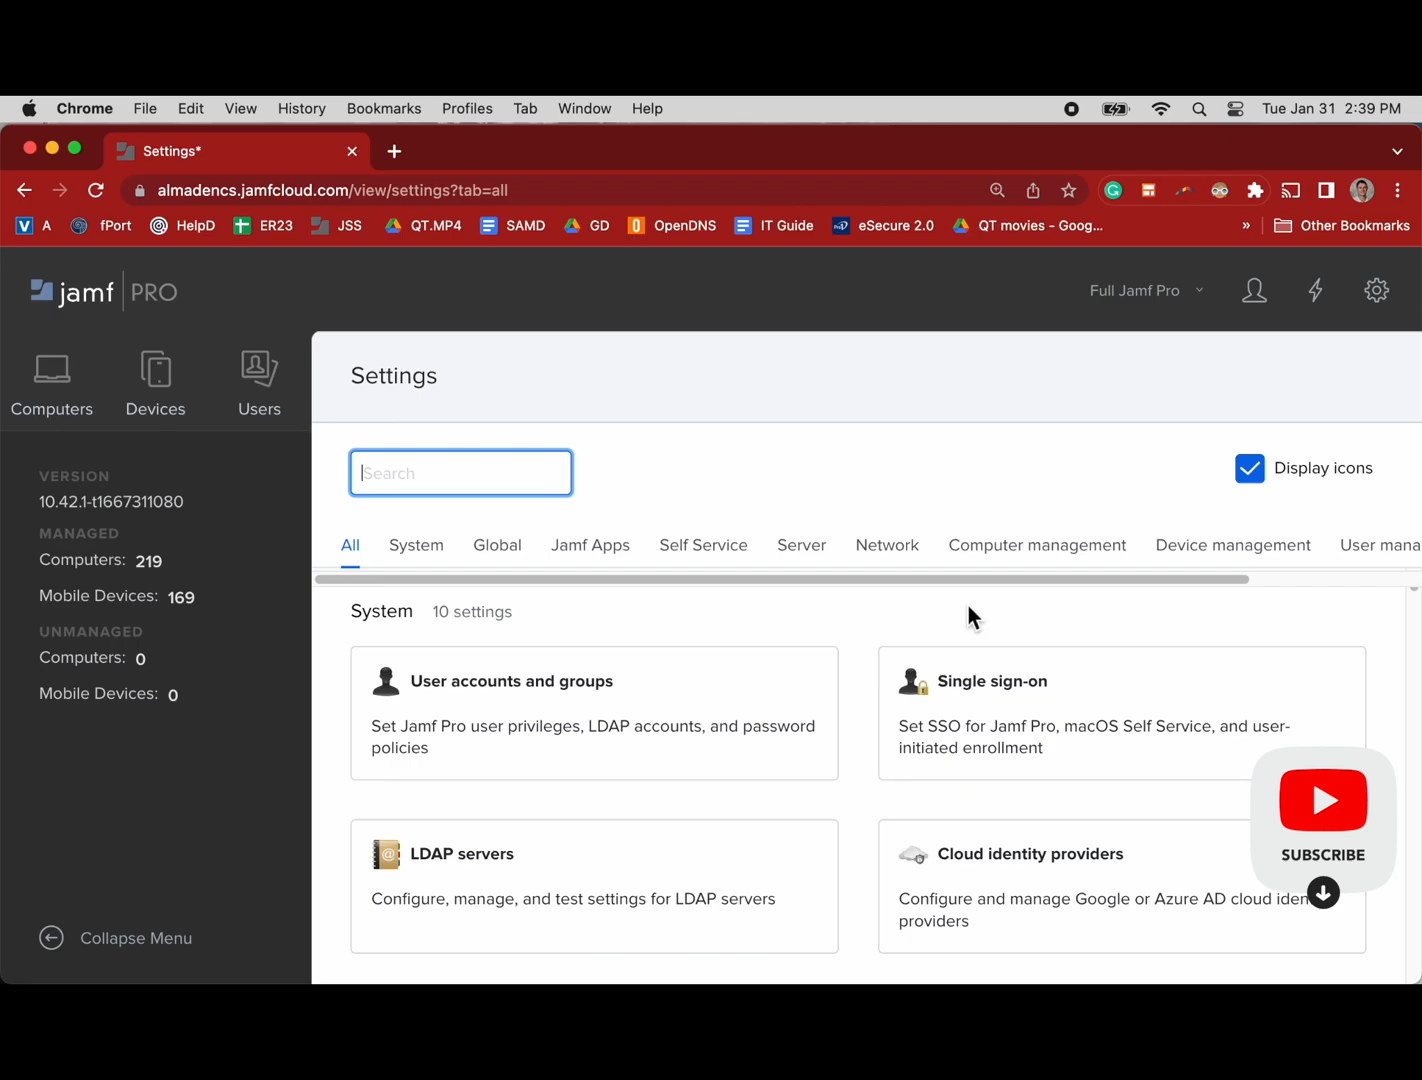 Chrome File Edit View History Bookmarks Profiles Tab Window Help Tue Jan 31 2:39 PM
Settings*
almadencs.jamfcloud.com/view/settings?tab=all
A fPort HelpD ER23 JSS QT.MP4 SAMD GD OpenDNS IT Guide eSecure 2.0 QT movies - Goog... » Other Bookmarks
jamf PRO Full Jamf Pro
Computers Devices Users
Settings
VERSION
10.42.1-t1667311080
MANAGED
Computers: 219
Mobile Devices: 169
UNMANAGED
Computers: 0
Mobile Devices: 0
Collapse Menu
Search Display icons
All System Global Jamf Apps Self Service Server Network Computer management Device management User mana
System 10 settings
User accounts and groups
Set Jamf Pro user privileges, LDAP accounts, and password
policies
Single sign-on
Set SSO for Jamf Pro, macOS Self Service, and user-
initiated enrollment
LDAP servers
Configure, manage, and test settings for LDAP servers
Cloud identity providers
Configure and manage Google or Azure AD cloud iden
providers
SUBSCRIBE